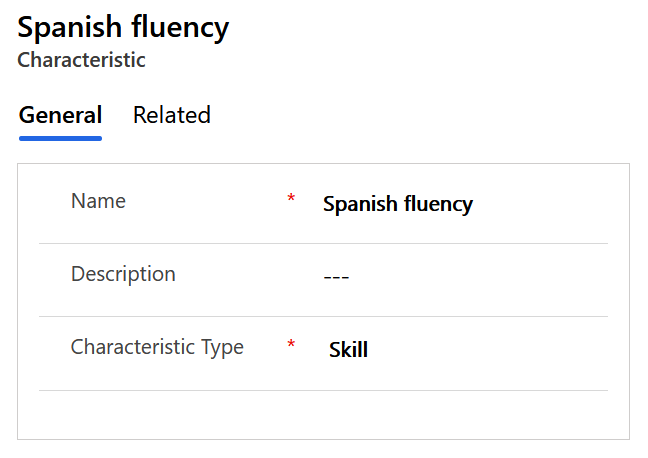 Spanish fluency
Characteristic
General Related
Name * Spanish fluency
Description ---
Characteristic Type * Skill